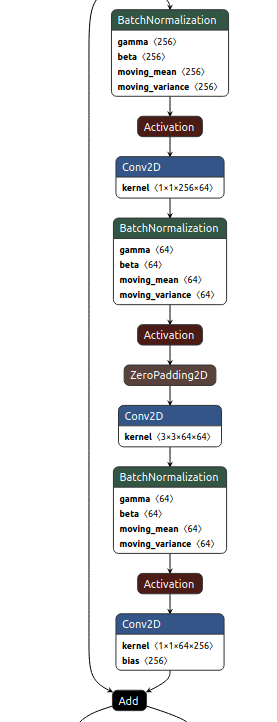 BatchNormalization
gamma ⟨256⟩
beta ⟨256⟩
moving_mean ⟨256⟩
moving_variance ⟨256⟩
Activation
Conv2D
kernel ⟨1×1×256×64⟩
BatchNormalization
gamma ⟨64⟩
beta ⟨64⟩
moving_mean ⟨64⟩
moving_variance ⟨64⟩
Activation
ZeroPadding2D
Conv2D
kernel ⟨3×3×64×64⟩
BatchNormalization
gamma ⟨64⟩
beta ⟨64⟩
moving_mean ⟨64⟩
moving_variance ⟨64⟩
Activation
Conv2D
kernel ⟨1×1×64×256⟩
bias ⟨256⟩
Add